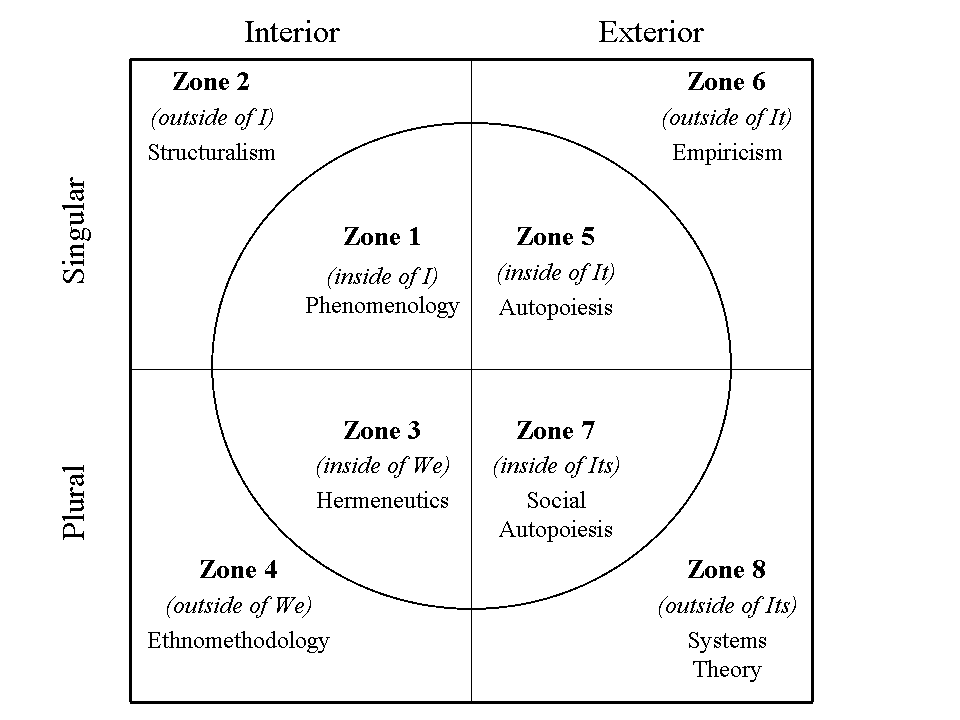 Interior
Exterior
Singular
Plural
Zone 2
(outside of I)
Structuralism
Zone 6
(outside of It)
Empiricism
Zone 1
(inside of I)
Phenomenology
Zone 5
(inside of It)
Autopoiesis
Zone 3
(inside of We)
Hermeneutics
Zone 7
(inside of Its)
Social
Autopoiesis
Zone 4
(outside of We)
Ethnomethodology
Zone 8
(outside of Its)
Systems
Theory